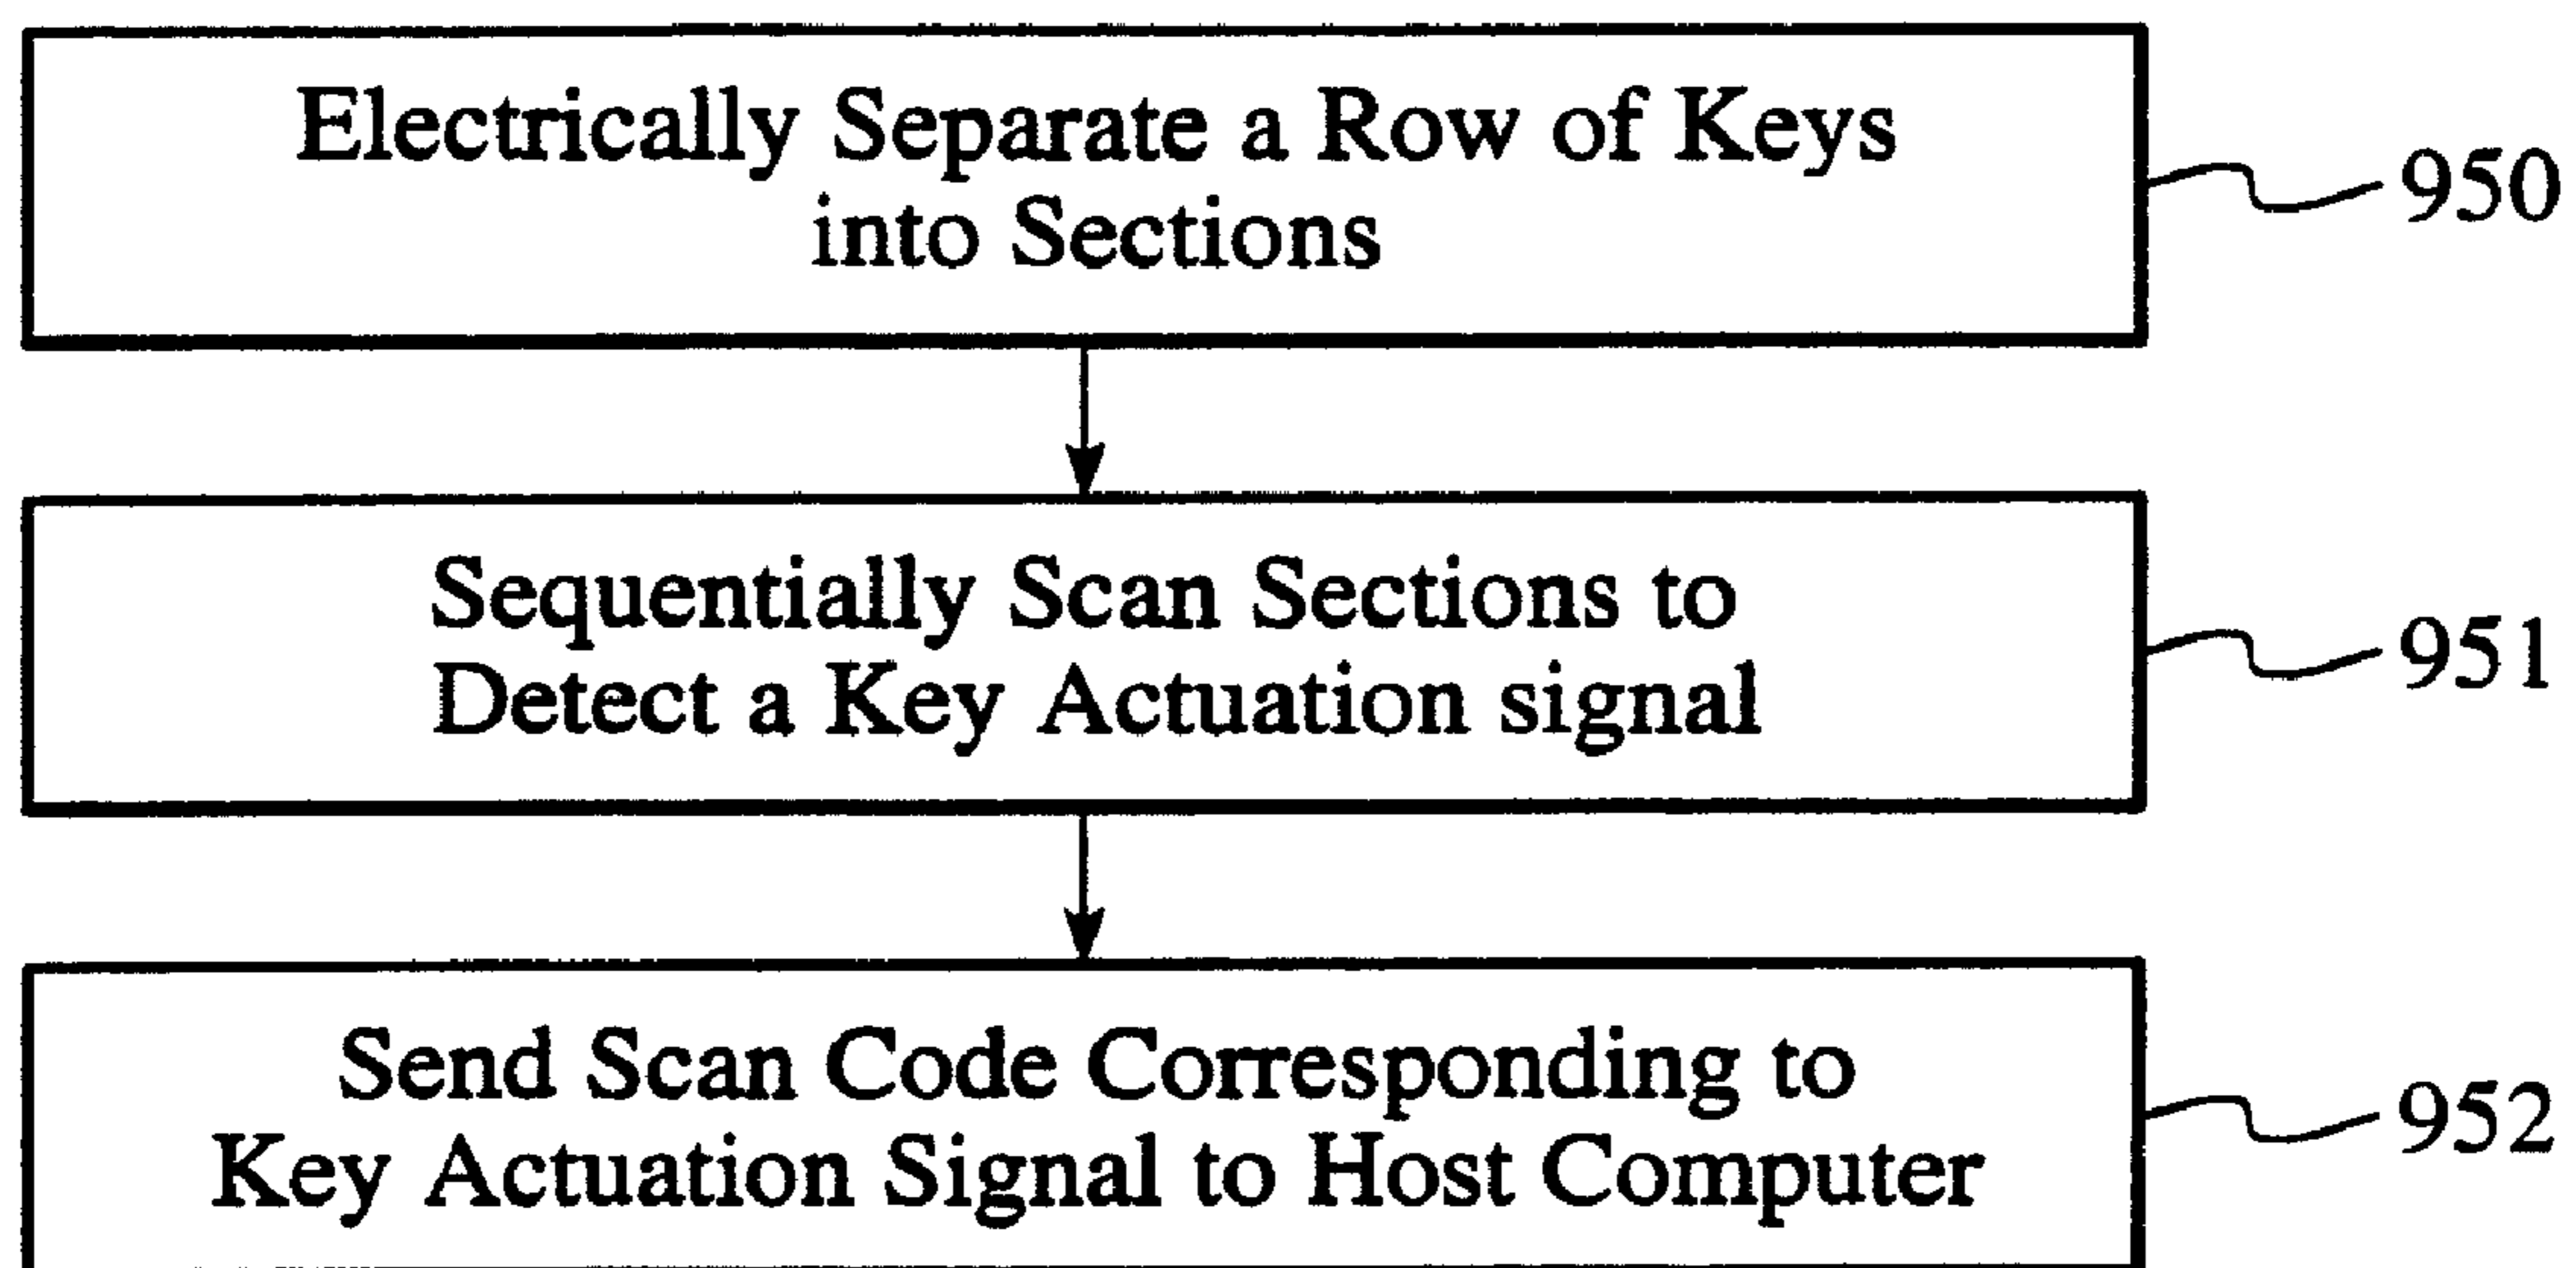 Electrically Separate a Row of Keys
into Sections
950
Sequentially Scan Sections to
Detect a Key Actuation signal
951
Send Scan Code Corresponding to
Key Actuation Signal to Host Computer
952